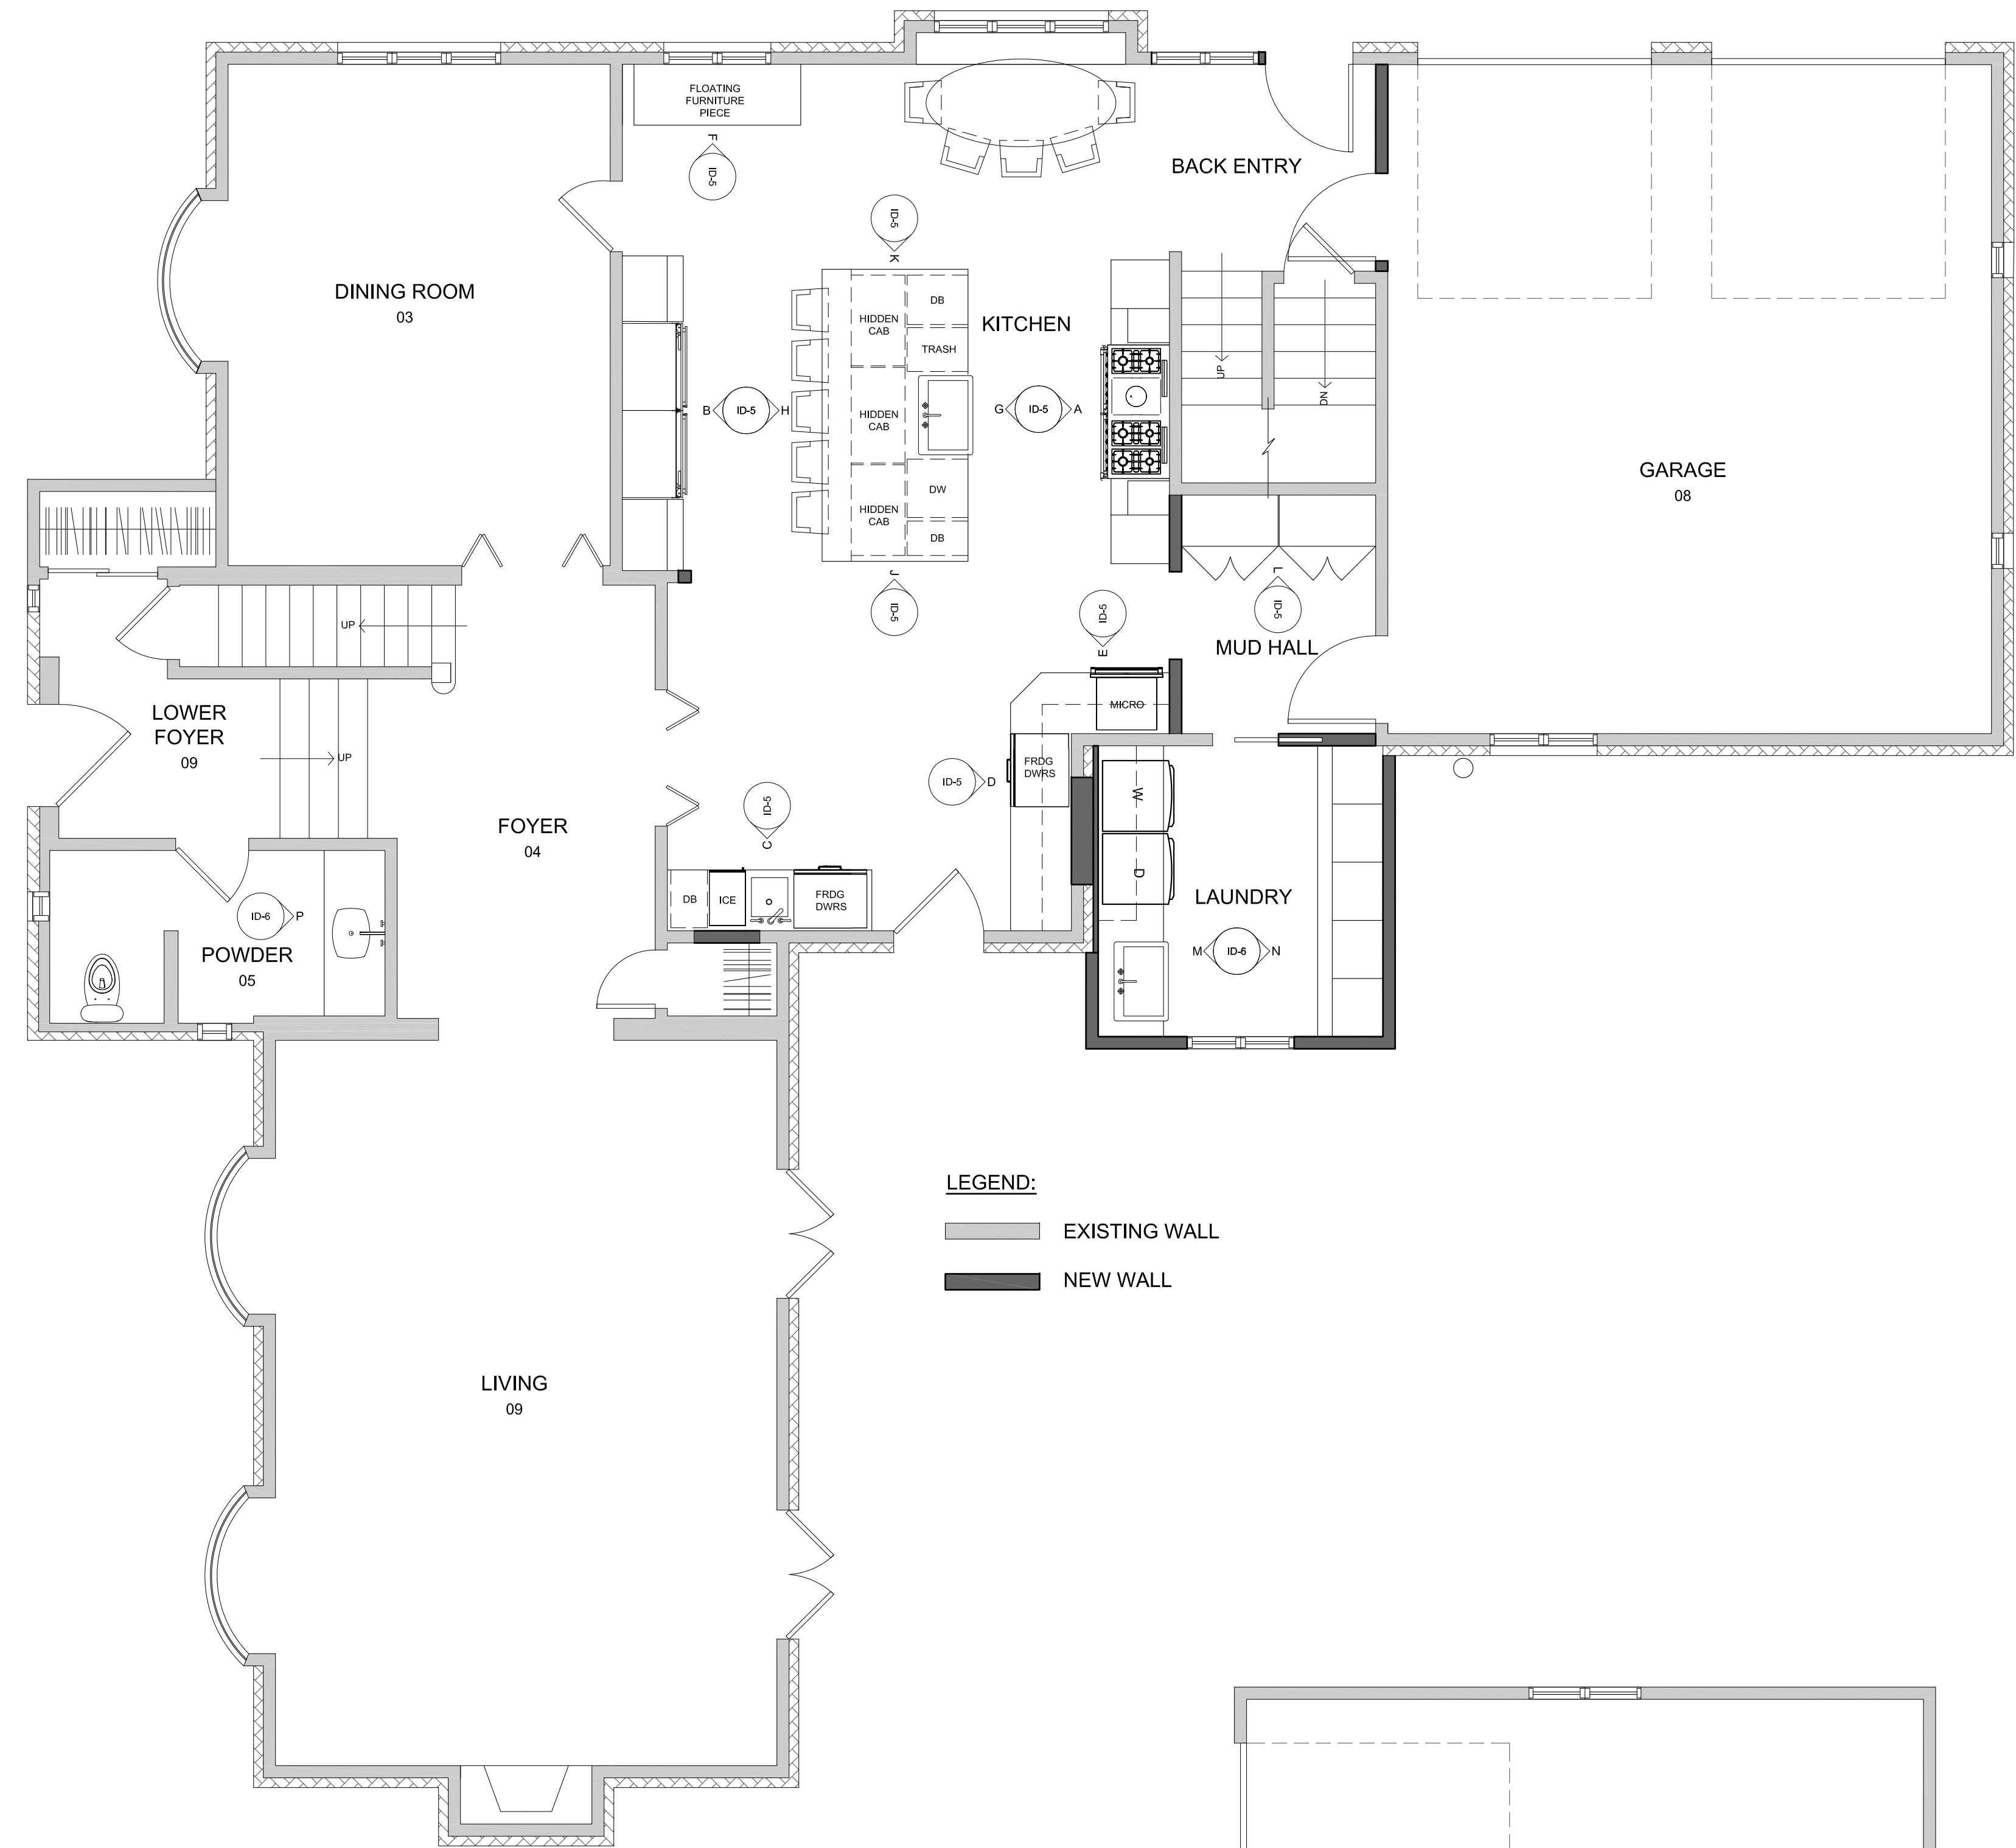 FLOATING
FURNITURE
PIECE
F
ID-5
BACK ENTRY
ID-5
K
DINING ROOM
03
HIDDEN
CAB
DB
TRASH
KITCHEN
UP
DN
B
ID-5
H
HIDDEN
CAB
G
ID-5
A
GARAGE
08
HIDDEN
CAB
DW
DB
J
ID-5
L
ID-5
ID-5
E
UP
MUD HALL
LOWER
FOYER
09
UP
MICRO
FRDG
DWRS
ID-5
D
W
D
ID-5
C
FOYER
04
DB
ICE
FRDG
DWRS
LAUNDRY
ID-6
P
POWDER
05
M
ID-6
N
LEGEND:
EXISTING WALL
NEW WALL
LIVING
09